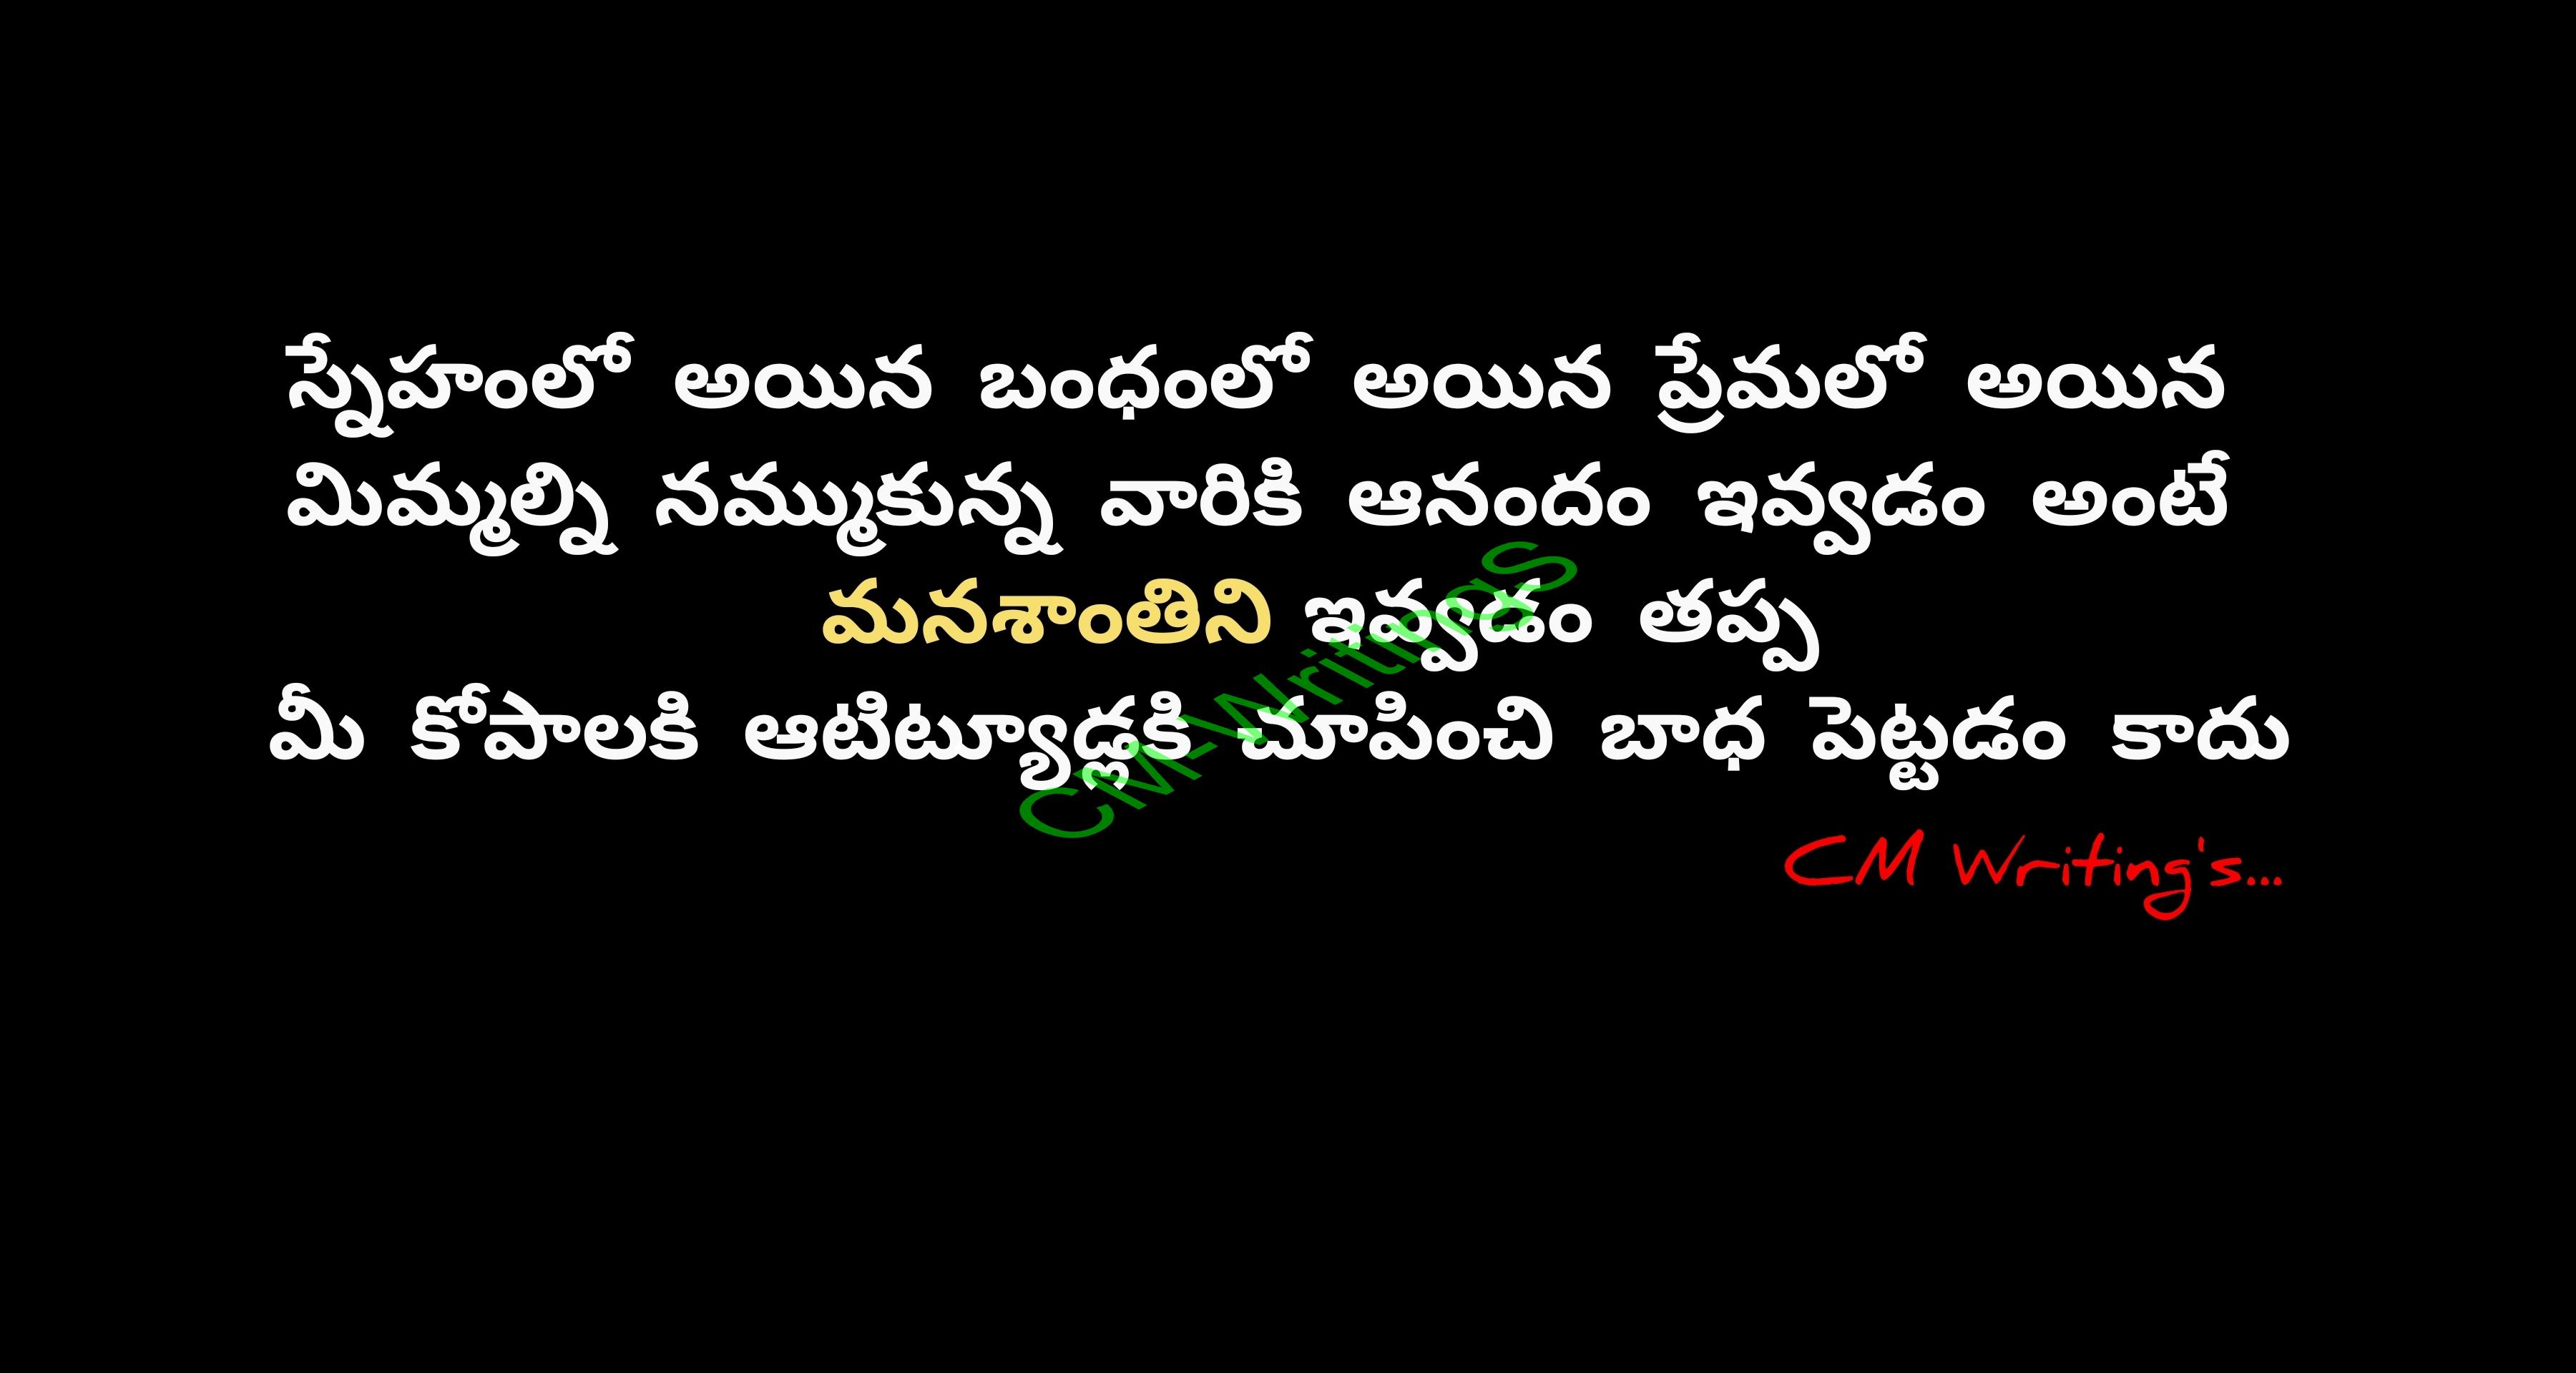 స్నేహంలో అయిన బంధంలో అయిన ప్రేమలో అయిన
మిమ్మల్ని నమ్ముకున్న వారికి ఆనందం ఇవ్వడం అంటే
మనశాంతిని ఇవ్వడం తప్ప
మీ కోపాలకి ఆటిట్యూడ్లకి చూపించి బాధ పెట్టడం కాదు
CM-WritingS
CM Writing's...